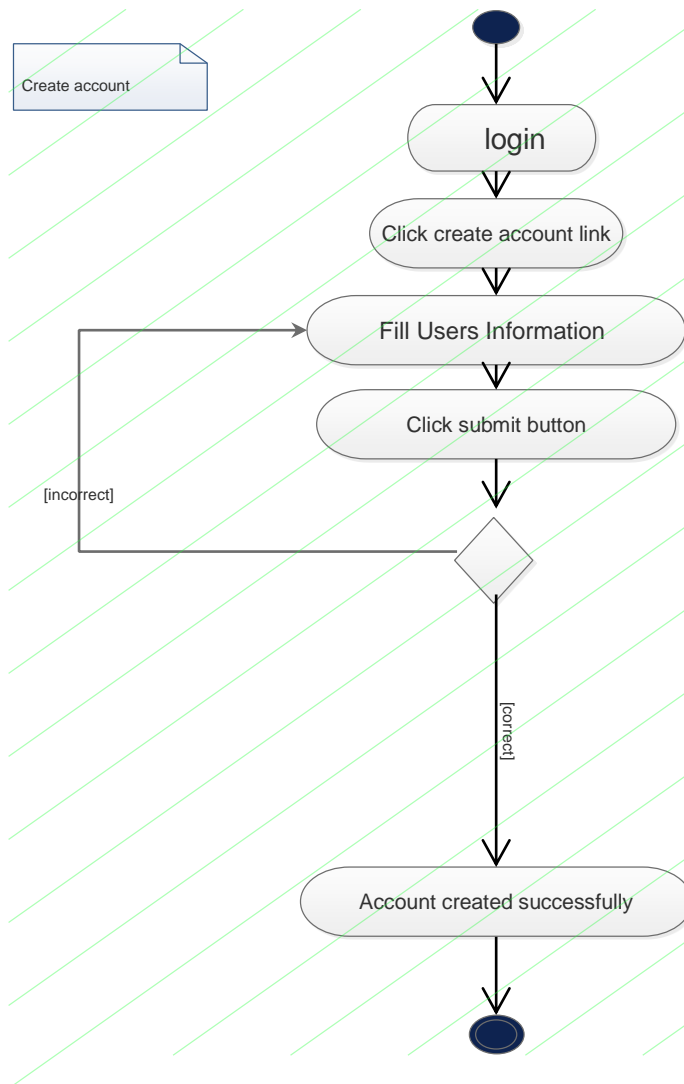 Create account
login
Click create account link
Fill Users Information
Click submit button
[incorrect]
[correct]
Account created successfully